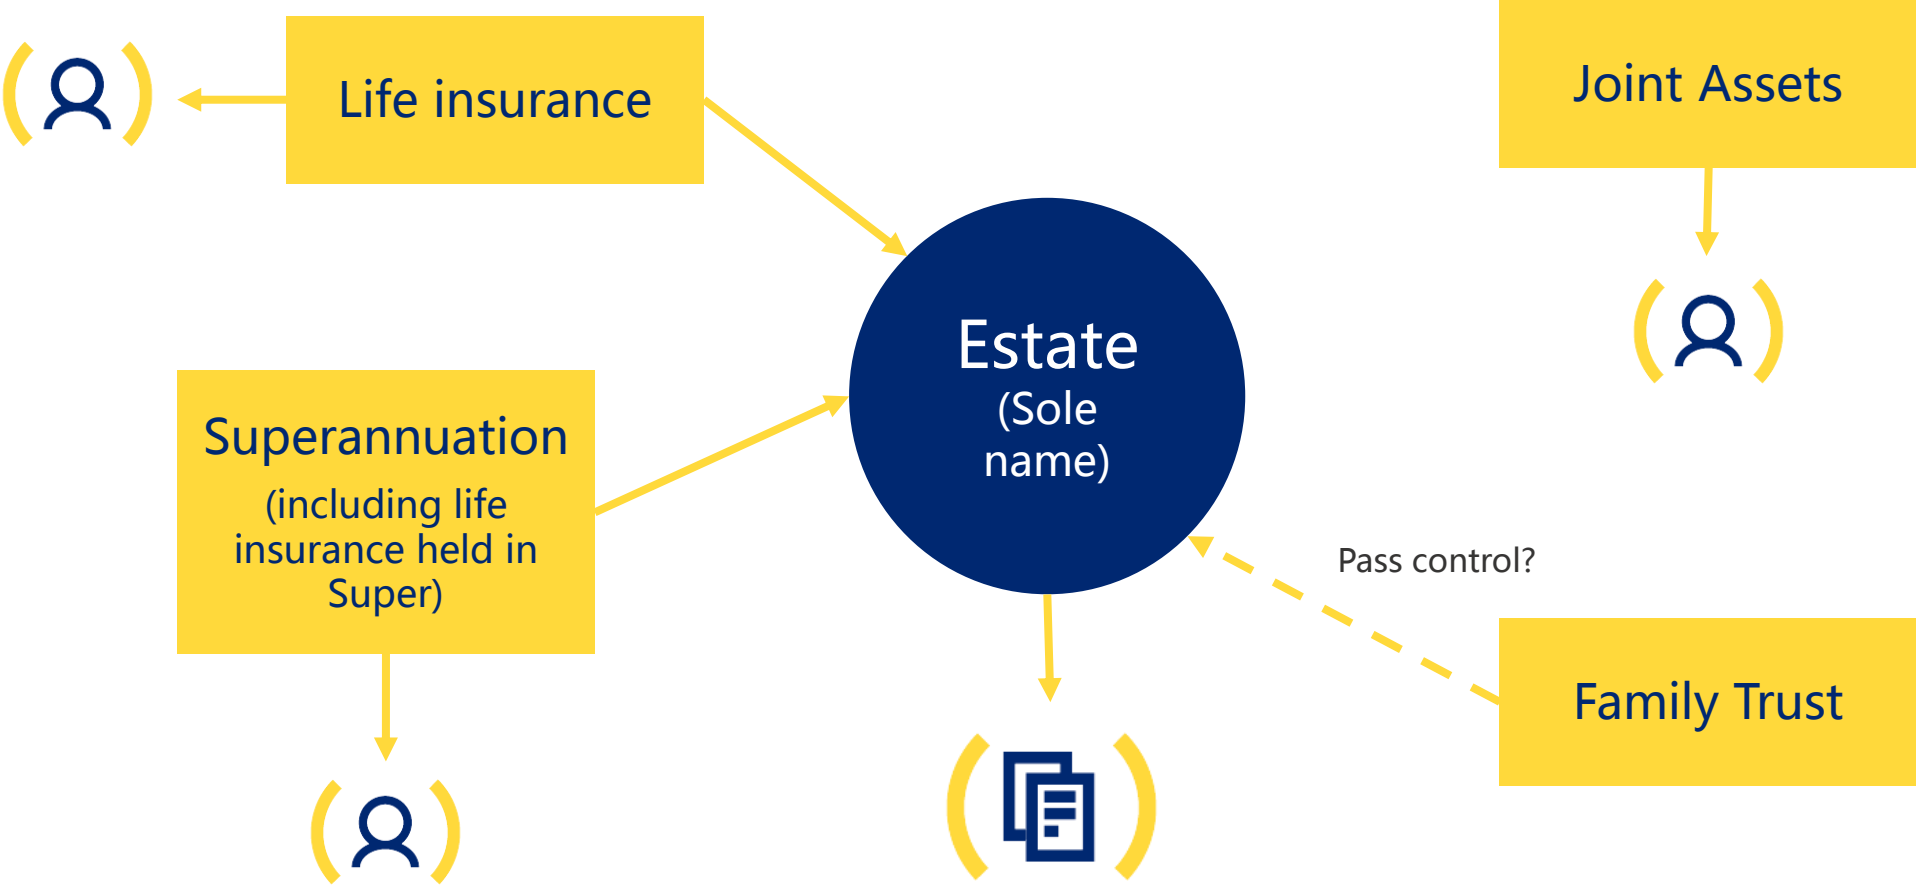 Life insurance
Joint Assets
Estate
(Sole
name)
Superannuation
(including life
insurance held in
Super)
Pass control?
Family Trust